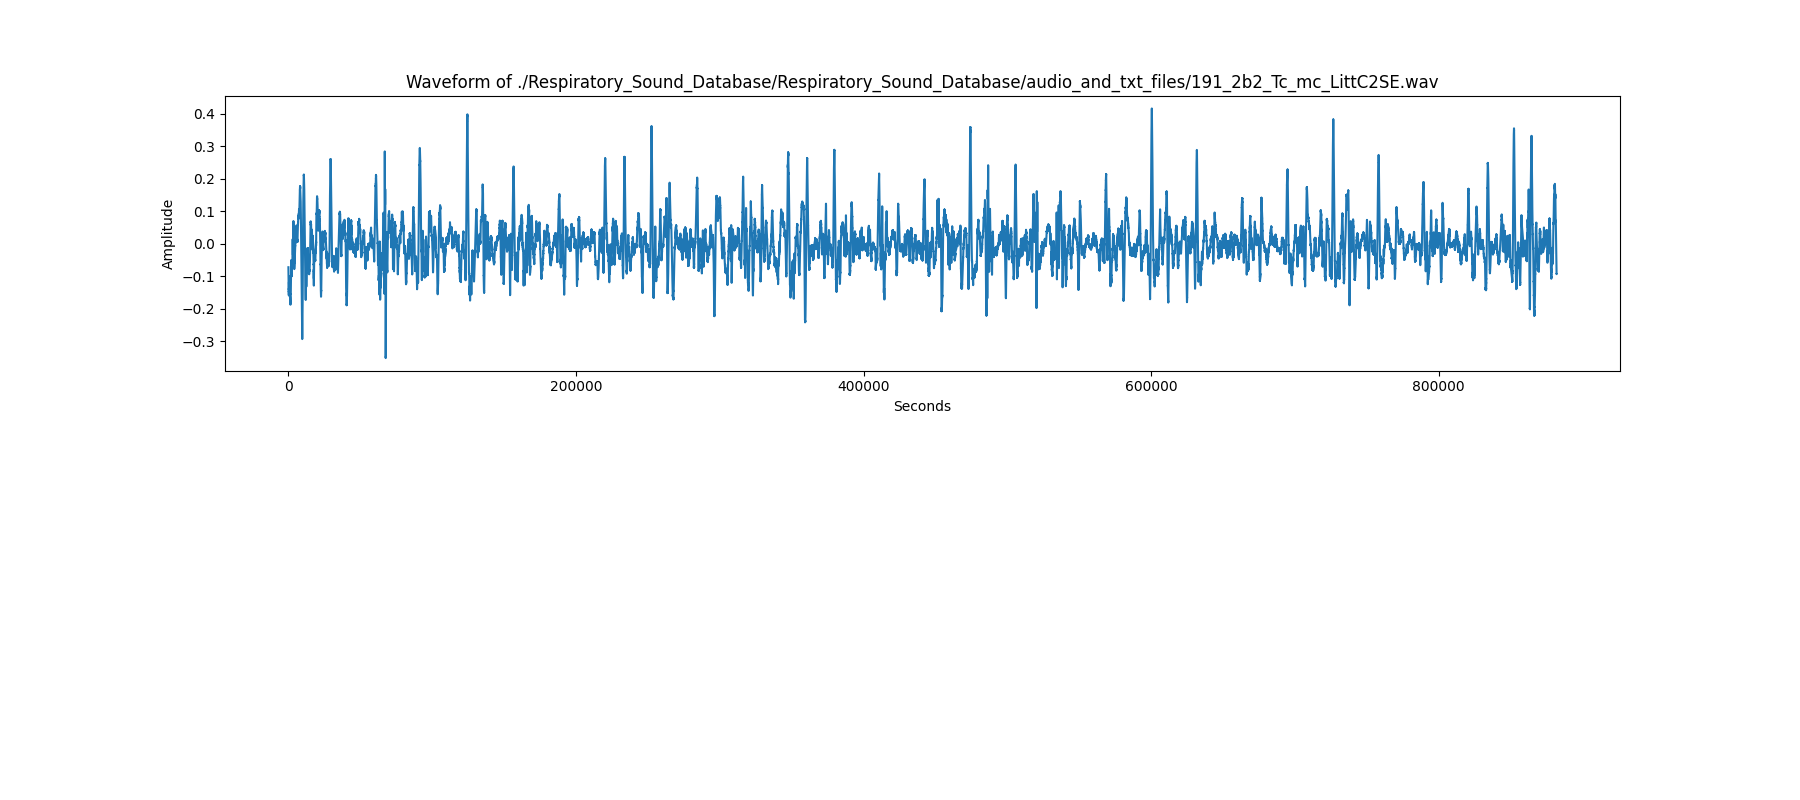 Waveform of ./Respiratory_Sound_Database/Respiratory_Sound_Database/audio_and_txt_files/191_2b2_Tc_mc_LittC2SE.wav
0.4
0.3
0.2
0.1
0.0
−0.1
−0.2
−0.3
Amplitude
0 200000 400000 600000 800000
Seconds